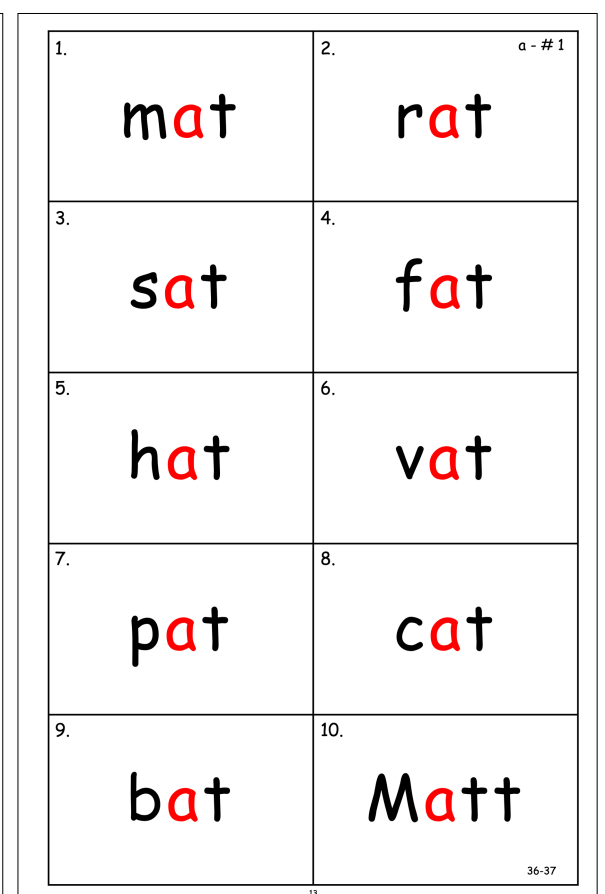 1.
mat
2.
a - # 1
rat
3.
sat
4.
fat
5.
hat
6.
vat
7.
pat
8.
cat
9.
bat
10.
Matt
36-37
13